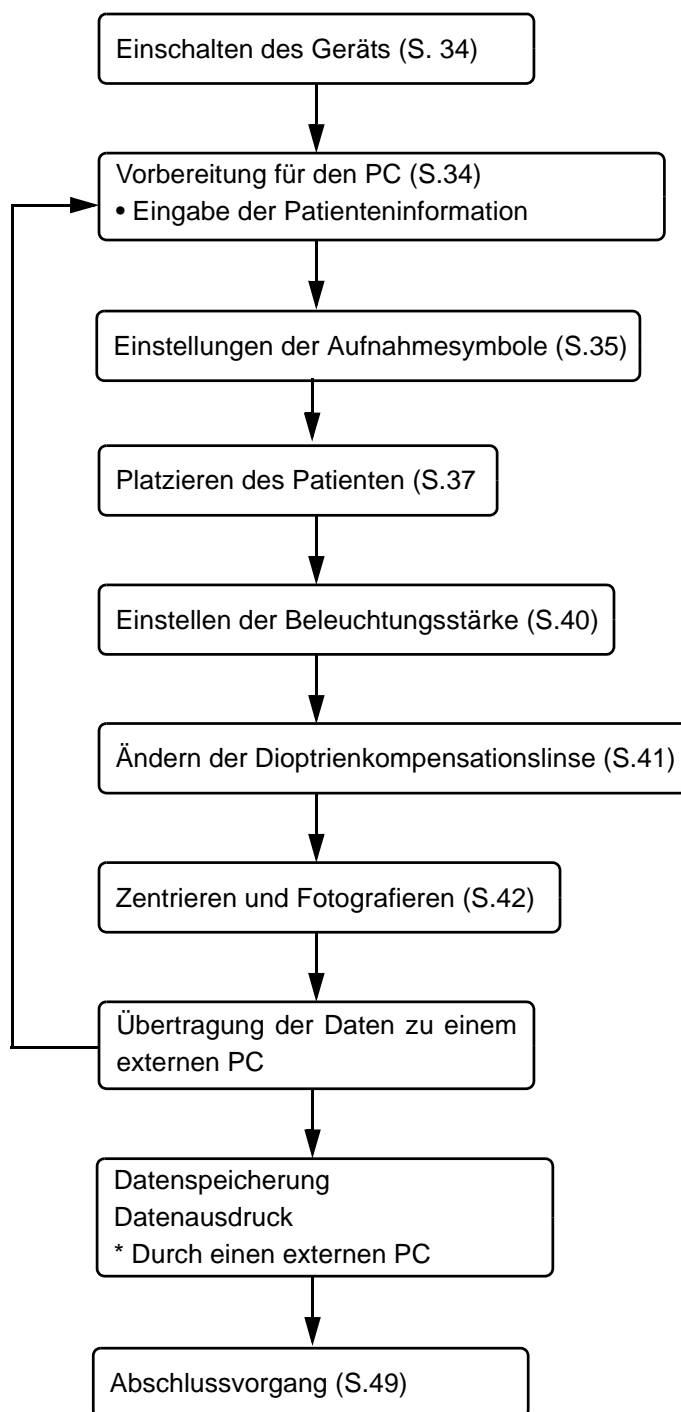 Einschalten des Geräts (S. 34)
Vorbereitung für den PC (S.34)
• Eingabe der Patienteninformation
Einstellungen der Aufnahmesymbole (S.35)
Platzieren des Patienten (S.37
Einstellen der Beleuchtungsstärke (S.40)
Ändern der Dioptrienkompensationslinse (S.41)
Zentrieren und Fotografieren (S.42)
Übertragung der Daten zu einem
externen PC
Datenspeicherung
Datenausdruck
* Durch einen externen PC
Abschlussvorgang (S.49)